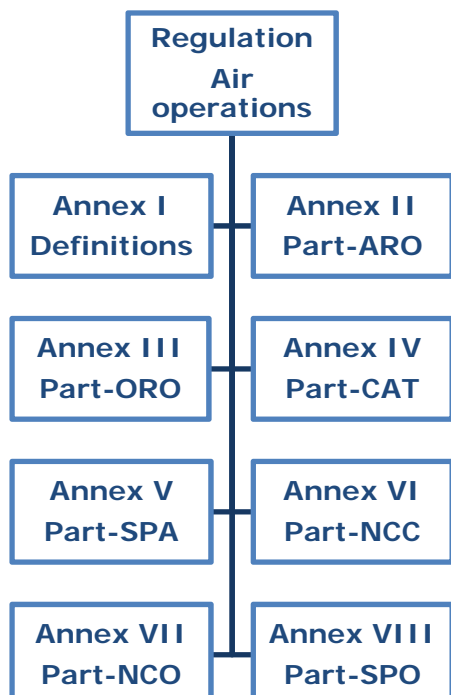 Regulation
Air
operations
Annex I
Definitions
Annex II
Part-ARO
Annex III
Part-ORO
Annex IV
Part-CAT
Annex V
Part-SPA
Annex VI
Part-NCC
Annex VII
Part-NCO
Annex VIII
Part-SPO